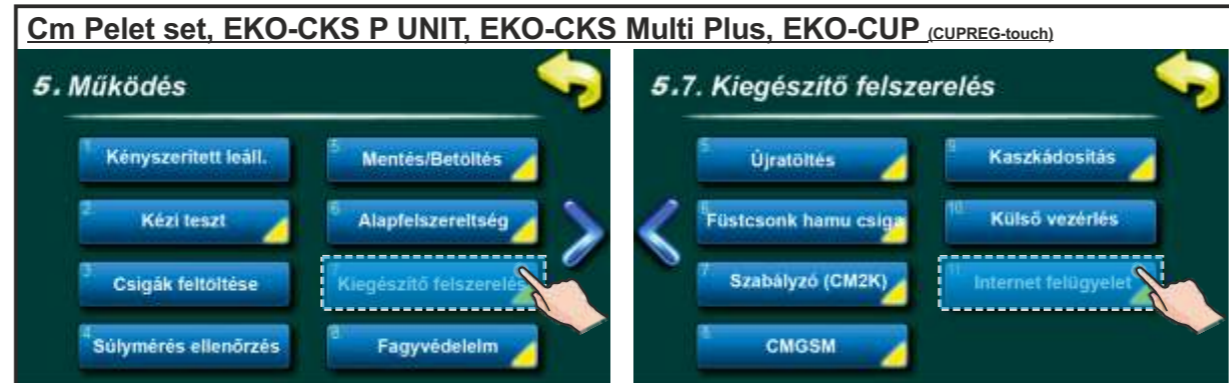 Cm Pelet set, EKO-CKS P UNIT, EKO-CKS Multi Plus, EKO-CUP (CUPREG-touch)
5. Működés
1. Kényszerített leáll.
5. Mentés/Betöltés
2. Kézi teszt
6. Alapfelszereltség
3. Csigák feltöltése
7. Kiegészítő felszerelés
4. Súlymérés ellenőrzés
8. Fagyvédelelm
5.7. Kiegészítő felszerelés
5. Újratöltés
9. Kaszkádosítás
6. Füstcsonk hamu csiga
10. Külső vezérlés
7. Szabályzó (CM2K)
11. Internet felügyelet
8. CMGSM